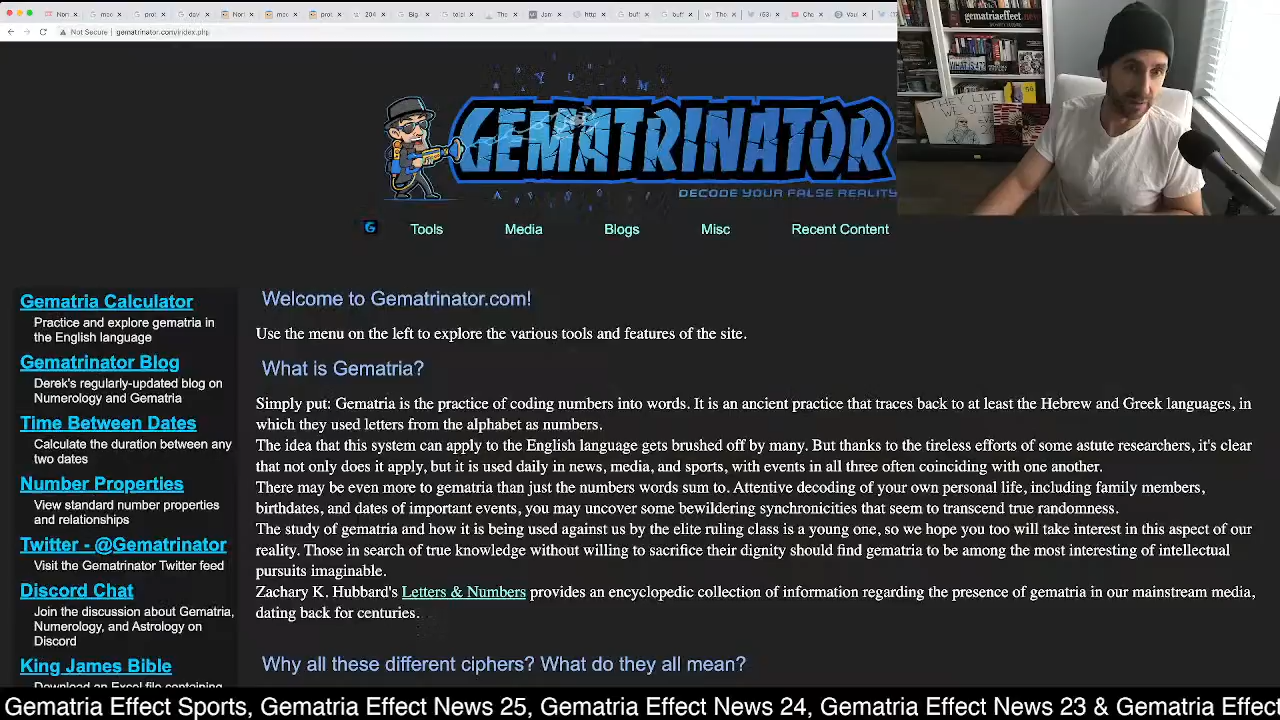 Not Secure | gematrinator.com/index.php
gematriaeffect.news
THEY LIVE
WE SLEEP
GEMATRINATOR
DECODE YOUR FALSE REALITY
Tools
Media
Blogs
Misc
Recent Content
Gematria Calculator
Practice and explore gematria in
the English language
Gematrinator Blog
Derek's regularly-updated blog on
Numerology and Gematria
Time Between Dates
Calculate the duration between any
two dates
Number Properties
View standard number properties
and relationships
Twitter - @Gematrinator
Visit the Gematrinator Twitter feed
Discord Chat
Join the discussion about Gematria,
Numerology, and Astrology on
Discord
King James Bible
Download an Excel file containing
Welcome to Gematrinator.com!
Use the menu on the left to explore the various tools and features of the site.
What is Gematria?
Simply put: Gematria is the practice of coding numbers into words. It is an ancient practice that traces back to at least the Hebrew and Greek languages, in
which they used letters from the alphabet as numbers.
The idea that this system can apply to the English language gets brushed off by many. But thanks to the tireless efforts of some astute researchers, it's clear
that not only does it apply, but it is used daily in news, media, and sports, with events in all three often coinciding with one another.
There may be even more to gematria than just the numbers words sum to. Attentive decoding of your own personal life, including family members,
birthdates, and dates of important events, you may uncover some bewildering synchronicities that seem to transcend true randomness.
The study of gematria and how it is being used against us by the elite ruling class is a young one, so we hope you too will take interest in this aspect of our
reality. Those in search of true knowledge without willing to sacrifice their dignity should find gematria to be among the most interesting of intellectual
pursuits imaginable.
Zachary K. Hubbard's Letters & Numbers provides an encyclopedic collection of information regarding the presence of gematria in our mainstream media,
dating back for centuries.
Why all these different ciphers? What do they all mean?
Gematria Effect Sports, Gematria Effect News 25, Gematria Effect News 24, Gematria Effect News 23 & Gematria Effect